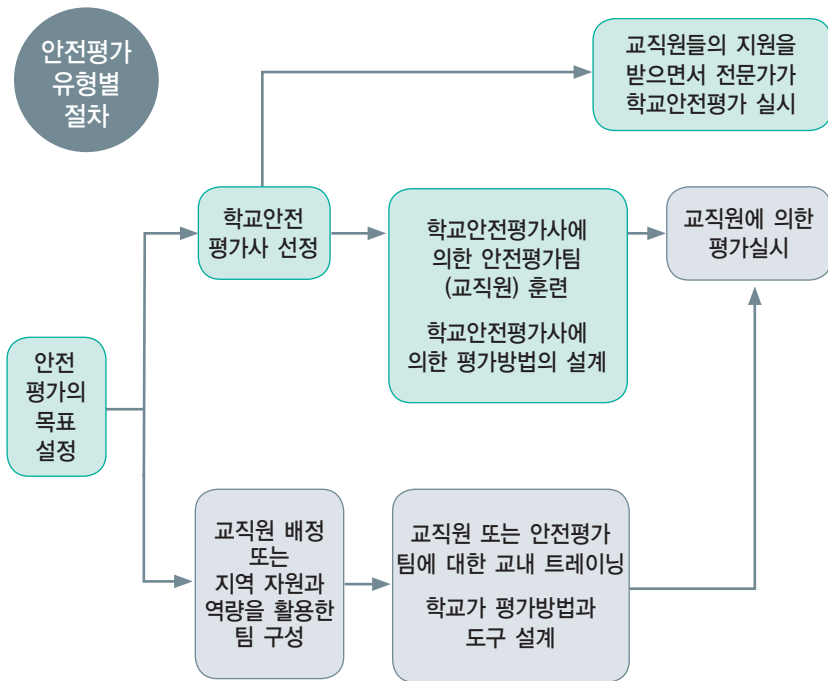 안전평가
유형별
절차
교직원들의 지원을
받으면서 전문가가
학교안전평가 실시
학교안전
평가사 선정
학교안전평가사에
의한 안전평가팀
(교직원) 훈련
학교안전평가사에
의한 평가방법의 설계
교직원에 의한
평가실시
안전
평가의
목표
설정
교직원 배정
또는
지역 자원과
역량을 활용한
팀 구성
교직원 또는 안전평가
팀에 대한 교내 트레이닝
학교가 평가방법과
도구 설계